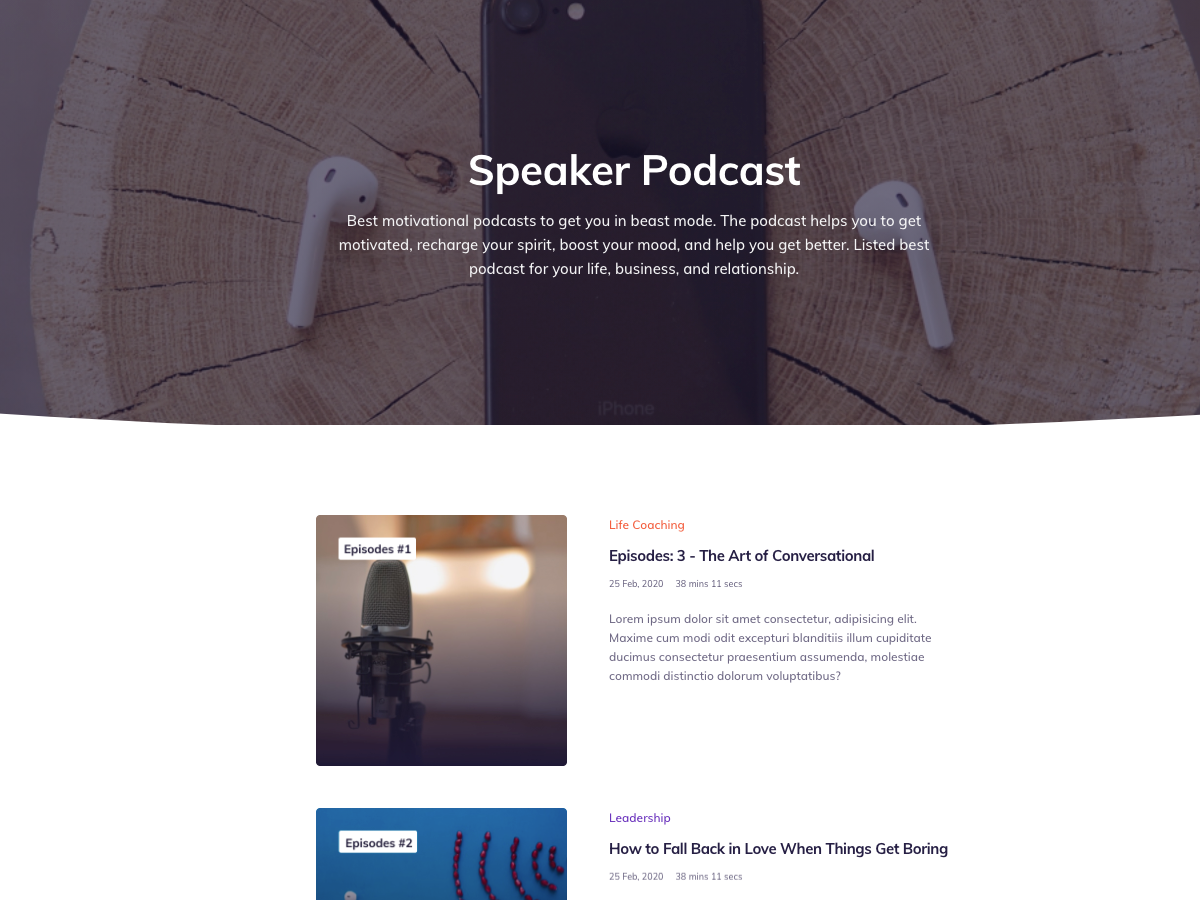 Speaker Podcast
Best motivational podcasts to get you in beast mode. The podcast helps you to get
motivated, recharge your spirit, boost your mood, and help you get better. Listed best
podcast for your life, business, and relationship.
iPhone
Episodes #1
Life Coaching
Episodes: 3 - The Art of Conversational
25 Feb, 2020 38 mins 11 secs
Lorem ipsum dolor sit amet consectetur, adipisicing elit.
Maxime cum modi odit excepturi blanditiis illum cupiditate
ducimus consectetur praesentium assumenda, molestiae
commodi distinctio dolorum voluptatibus?
Episodes #2
Leadership
How to Fall Back in Love When Things Get Boring
25 Feb, 2020 38 mins 11 secs